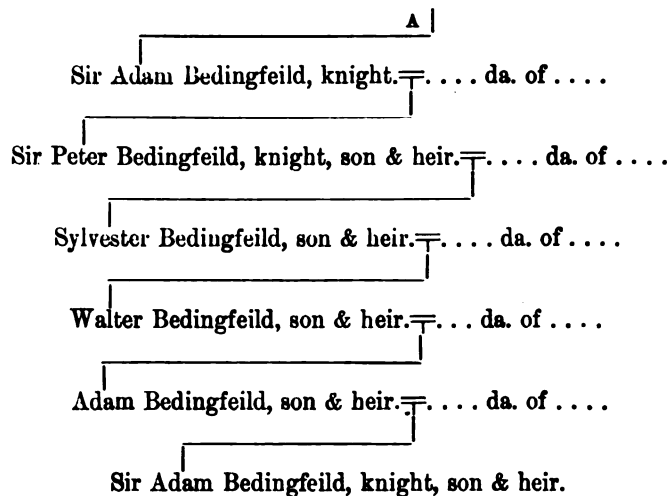 A
Sir Adam Bedingfeild, knight.=. . . . da. of . . . .
Sir Peter Bedingfeild, knight, son & heir.=. . . . da. of . . . .
Sylvester Bedingfeild, son & heir.=. . . . da. of . . . .
Walter Bedingfeild, son & heir.=. . . da. of . . . .
Adam Bedingfeild, son & heir.=. . . . da. of . . . .
Sir Adam Bedingfeild, knight, son & heir.